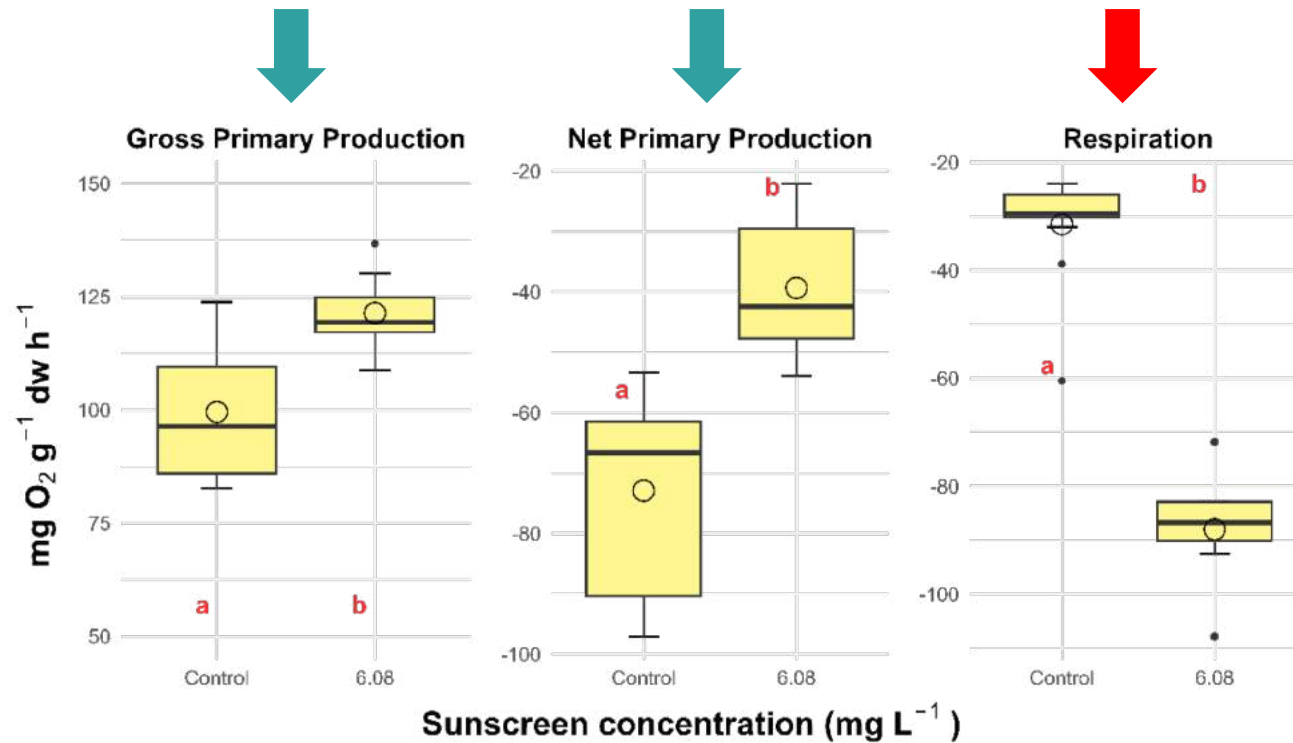 Gross Primary Production
150
125
100
75
50
a
b
Control
6.08
Net Primary Production
-20
-40
-60
-80
-100
a
b
Control
6.08
Respiration
-20
-40
-60
-80
-100
a
b
Control
6.08
mg O₂ g⁻¹ dw h⁻¹
Sunscreen concentration (mg L⁻¹ )